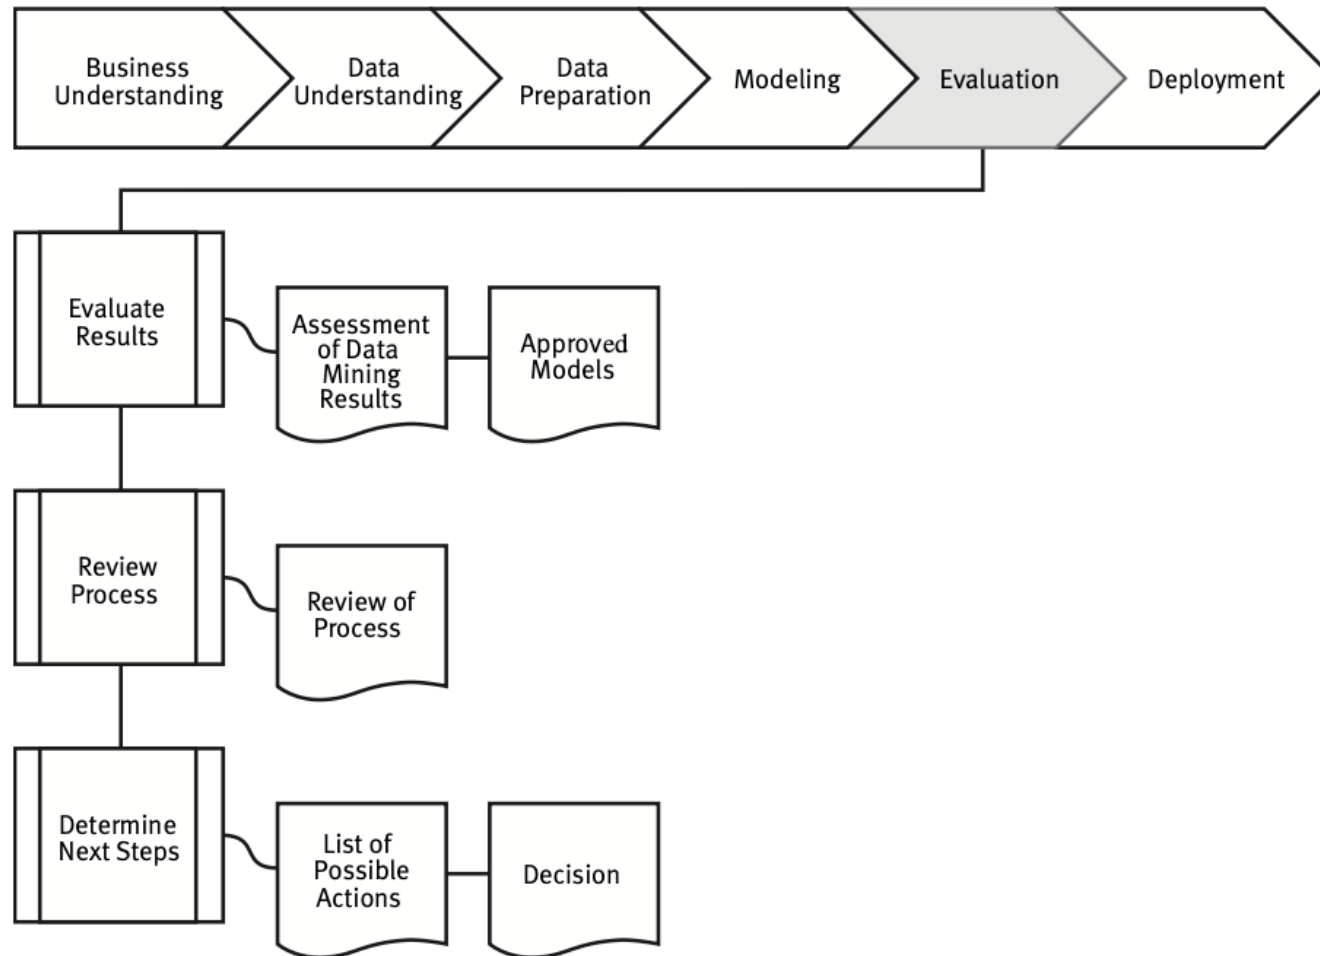 Business
Understanding
Data
Understanding
Data
Preparation
Modeling
Evaluation
Deployment
Evaluate
Results
Assessment
of Data
Mining
Results
Approved
Models
Review
Process
Review of
Process
Determine
Next Steps
List of
Possible
Actions
Decision